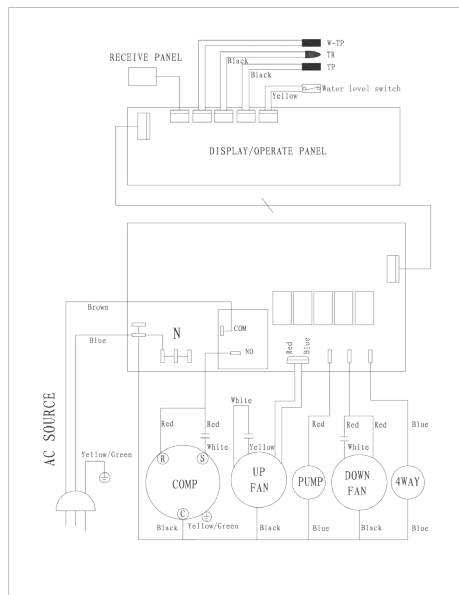 W-TP
RECEIVE PANEL
TR
Black
TP
Black
Water level switch
Yellow
DISPLAY/OPERATE PANEL
Brown
N
COM
Blue
NO
Red
Blue
AC SOURCE
White
Red
Red
Red
Red
Red
Blue
White
Yellow
White
Yellow/Green
R
S
COMP
UP
FAN
PUMP
DOWN
FAN
4WAY
C
Yellow/Green
Black
Black
Blue
Black
Blue